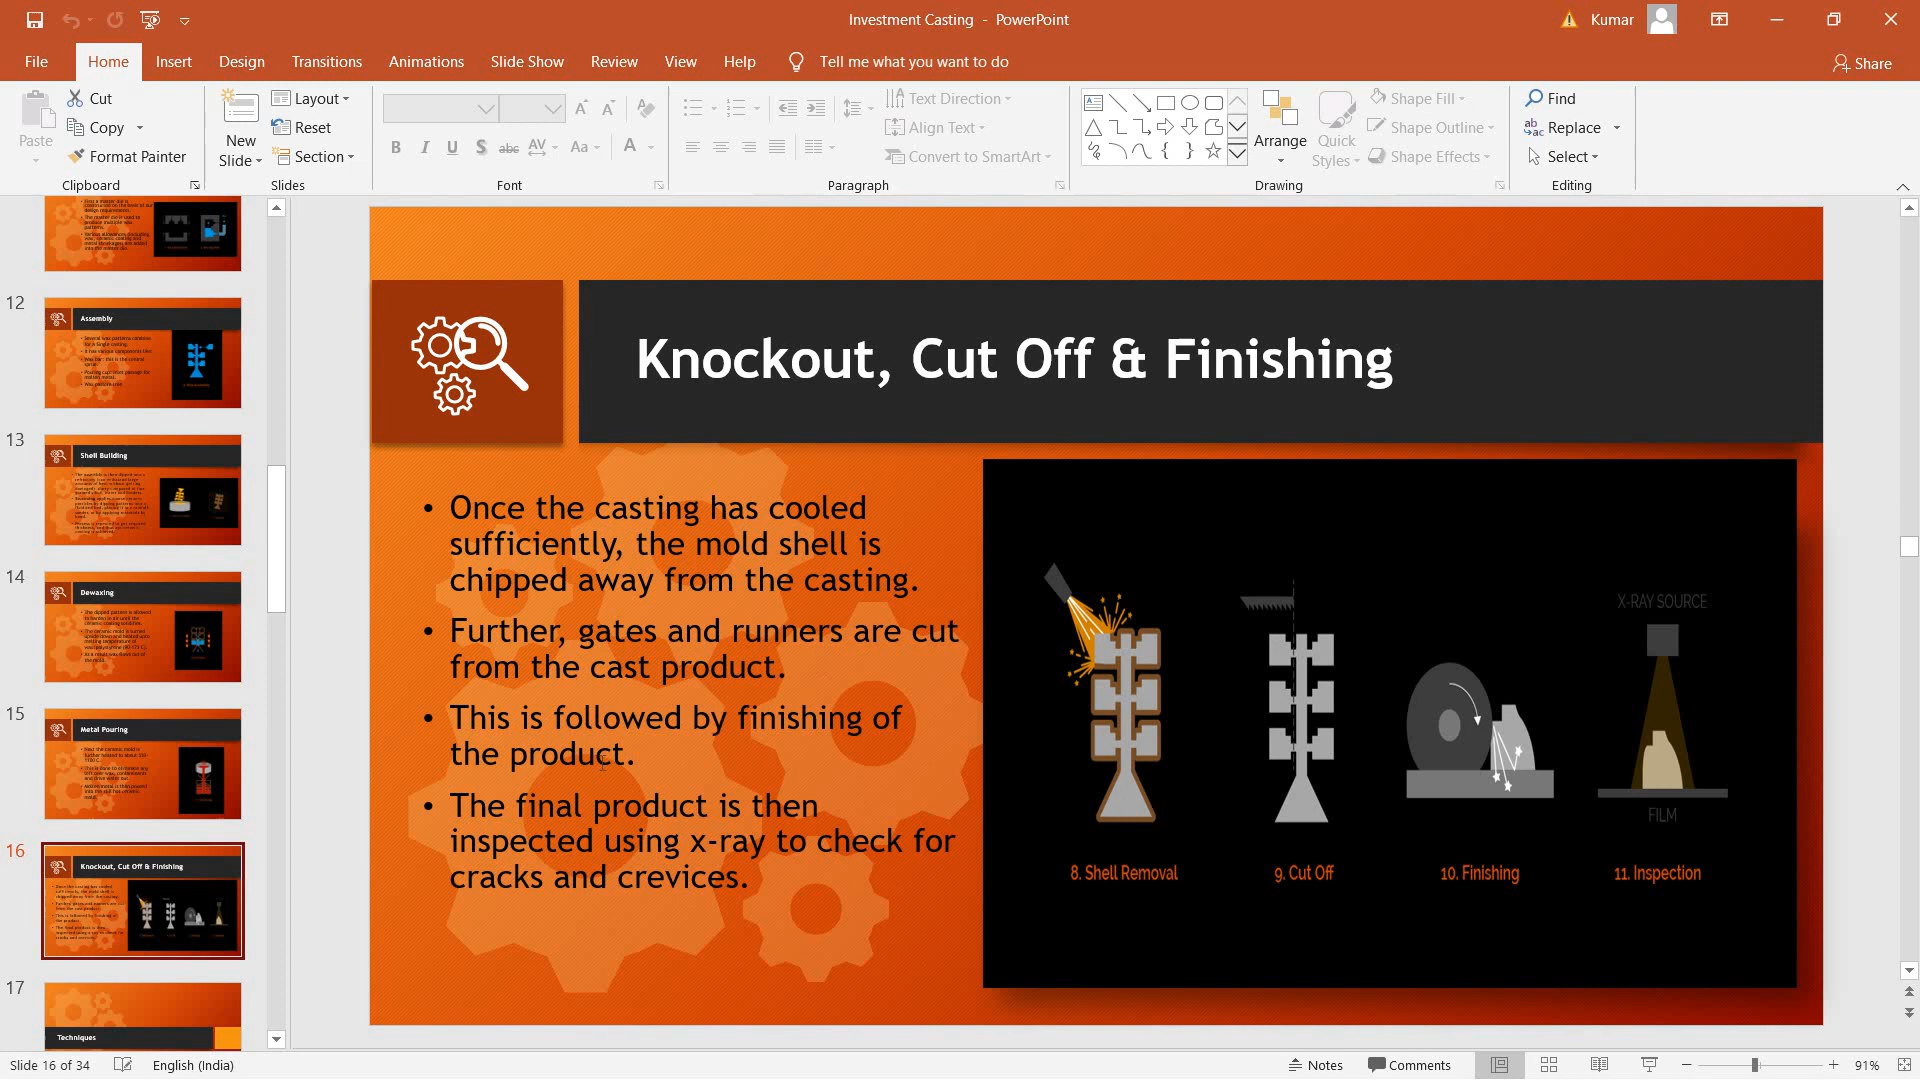 Investment Casting - PowerPoint
Kumar
File Home Insert Design Transitions Animations Slide Show Review View Help Tell me what you want to do
Share
Paste
Cut
Copy
Format Painter
Clipboard
New
Slide
Layout
Reset
Section
Slides
B I U S abc AV Aa A
Font
Text Direction
Align Text
Convert to SmartArt
Paragraph
Arrange
Quick
Styles
Shape Fill
Shape Outline
Shape Effects
Drawing
Find
Replace
Select
Editing
12
Assembly
13
Shell Building
14
Dewaxing
15
Metal Pouring
16
Knockout, Cut Off & Finishing
17
Techniques
Knockout, Cut Off & Finishing
• Once the casting has cooled
sufficiently, the mold shell is
chipped away from the casting.
• Further, gates and runners are cut
from the cast product.
• This is followed by finishing of
the product.
• The final product is then
inspected using x-ray to check for
cracks and crevices.
X-RAY SOURCE
FILM
8. Shell Removal
9. Cut Off
10. Finishing
11. Inspection
Slide 16 of 34
English (India)
Notes
Comments
91%